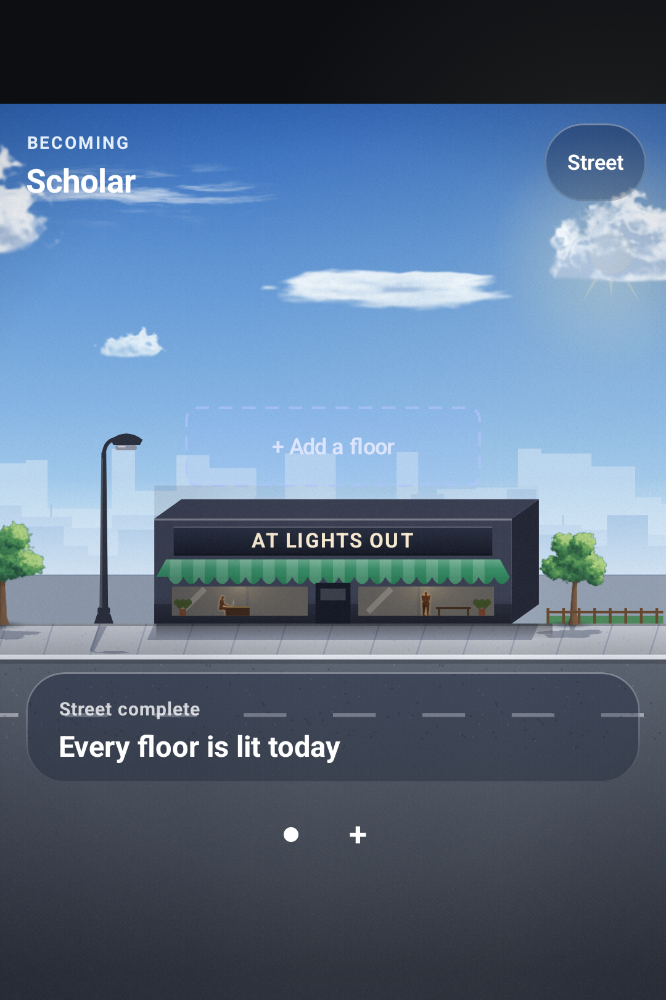 BECOMING
Scholar
Street
+ Add a floor
AT LIGHTS OUT
Street complete
Every floor is lit today
+